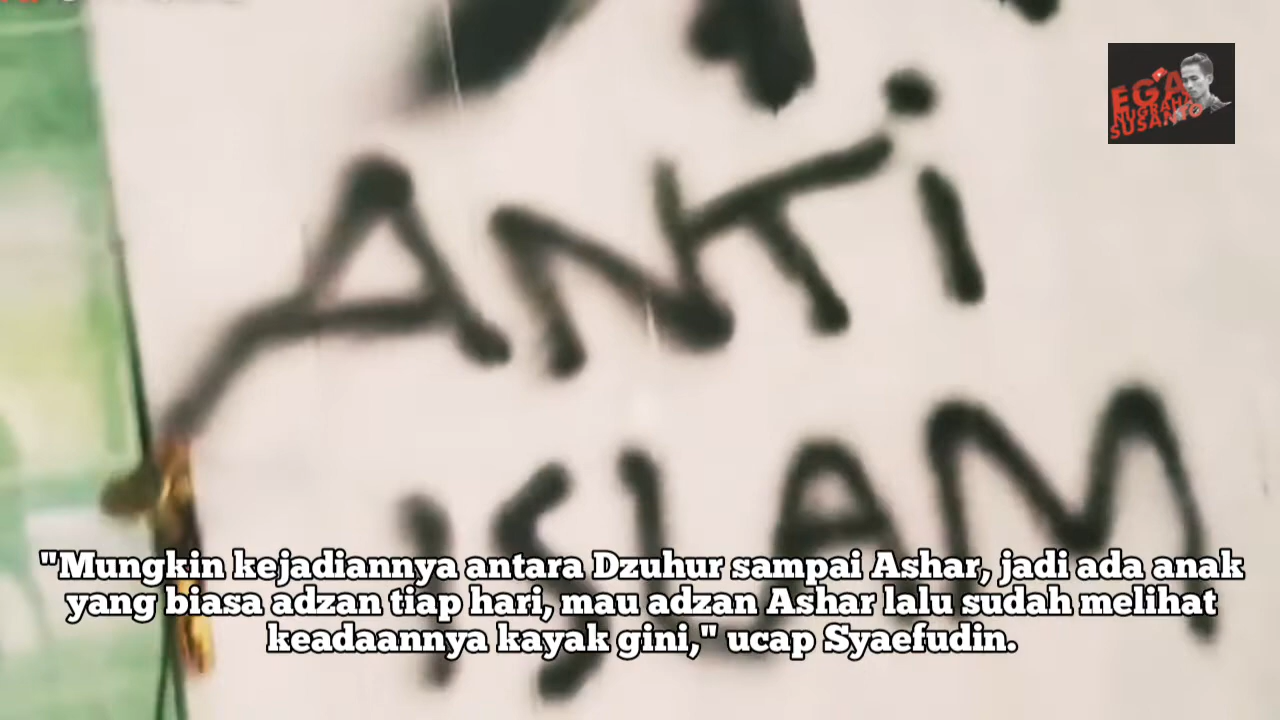 EGA
NUGRAHA
SUSANTO
ANTi
ISLAM
"Mungkin kejadiannya antara Dzuhur sampai Ashar, jadi ada anak
yang biasa adzan tiap hari, mau adzan Ashar lalu sudah melihat
keadaannya kayak gini," ucap Syaefudin.